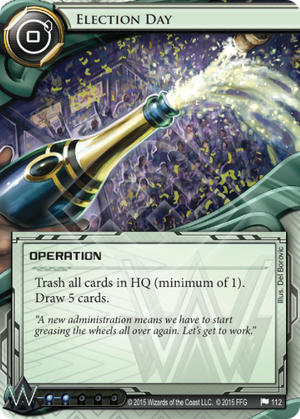 ELECTION DAY
0
OPERATION
Trash all cards in HQ (minimum of 1).
Draw 5 cards.
"A new administration means we have to start
greasing the wheels all over again. Let's get to work."
Illus. Del Borovic
© 2015 Wizards of the Coast LLC. © 2015 FFG 112